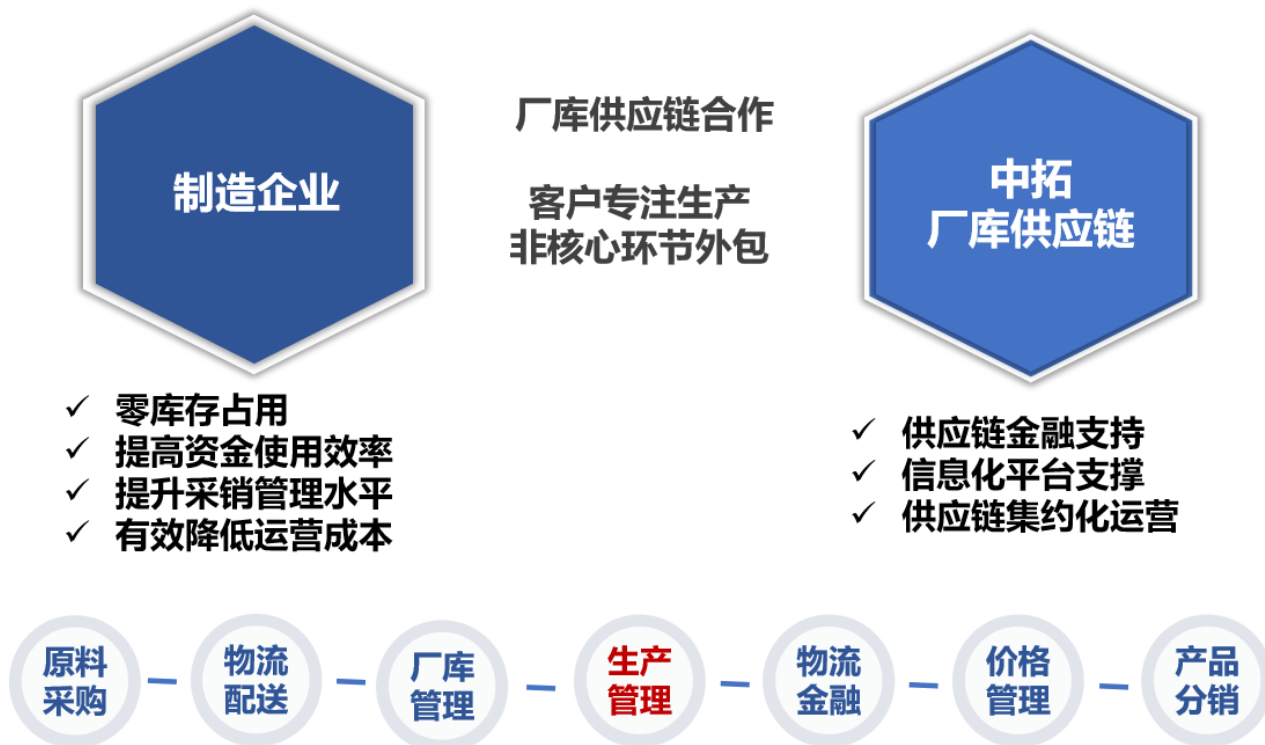 制造企业
厂库供应链合作
客户专注生产
非核心环节外包
中拓
厂库供应链
✓ 零库存占用
✓ 提高资金使用效率
✓ 提升采销管理水平
✓ 有效降低运营成本
✓ 供应链金融支持
✓ 信息化平台支撑
✓ 供应链集约化运营
原料
采购
物流
配送
厂库
管理
生产
管理
物流
金融
价格
管理
产品
分销